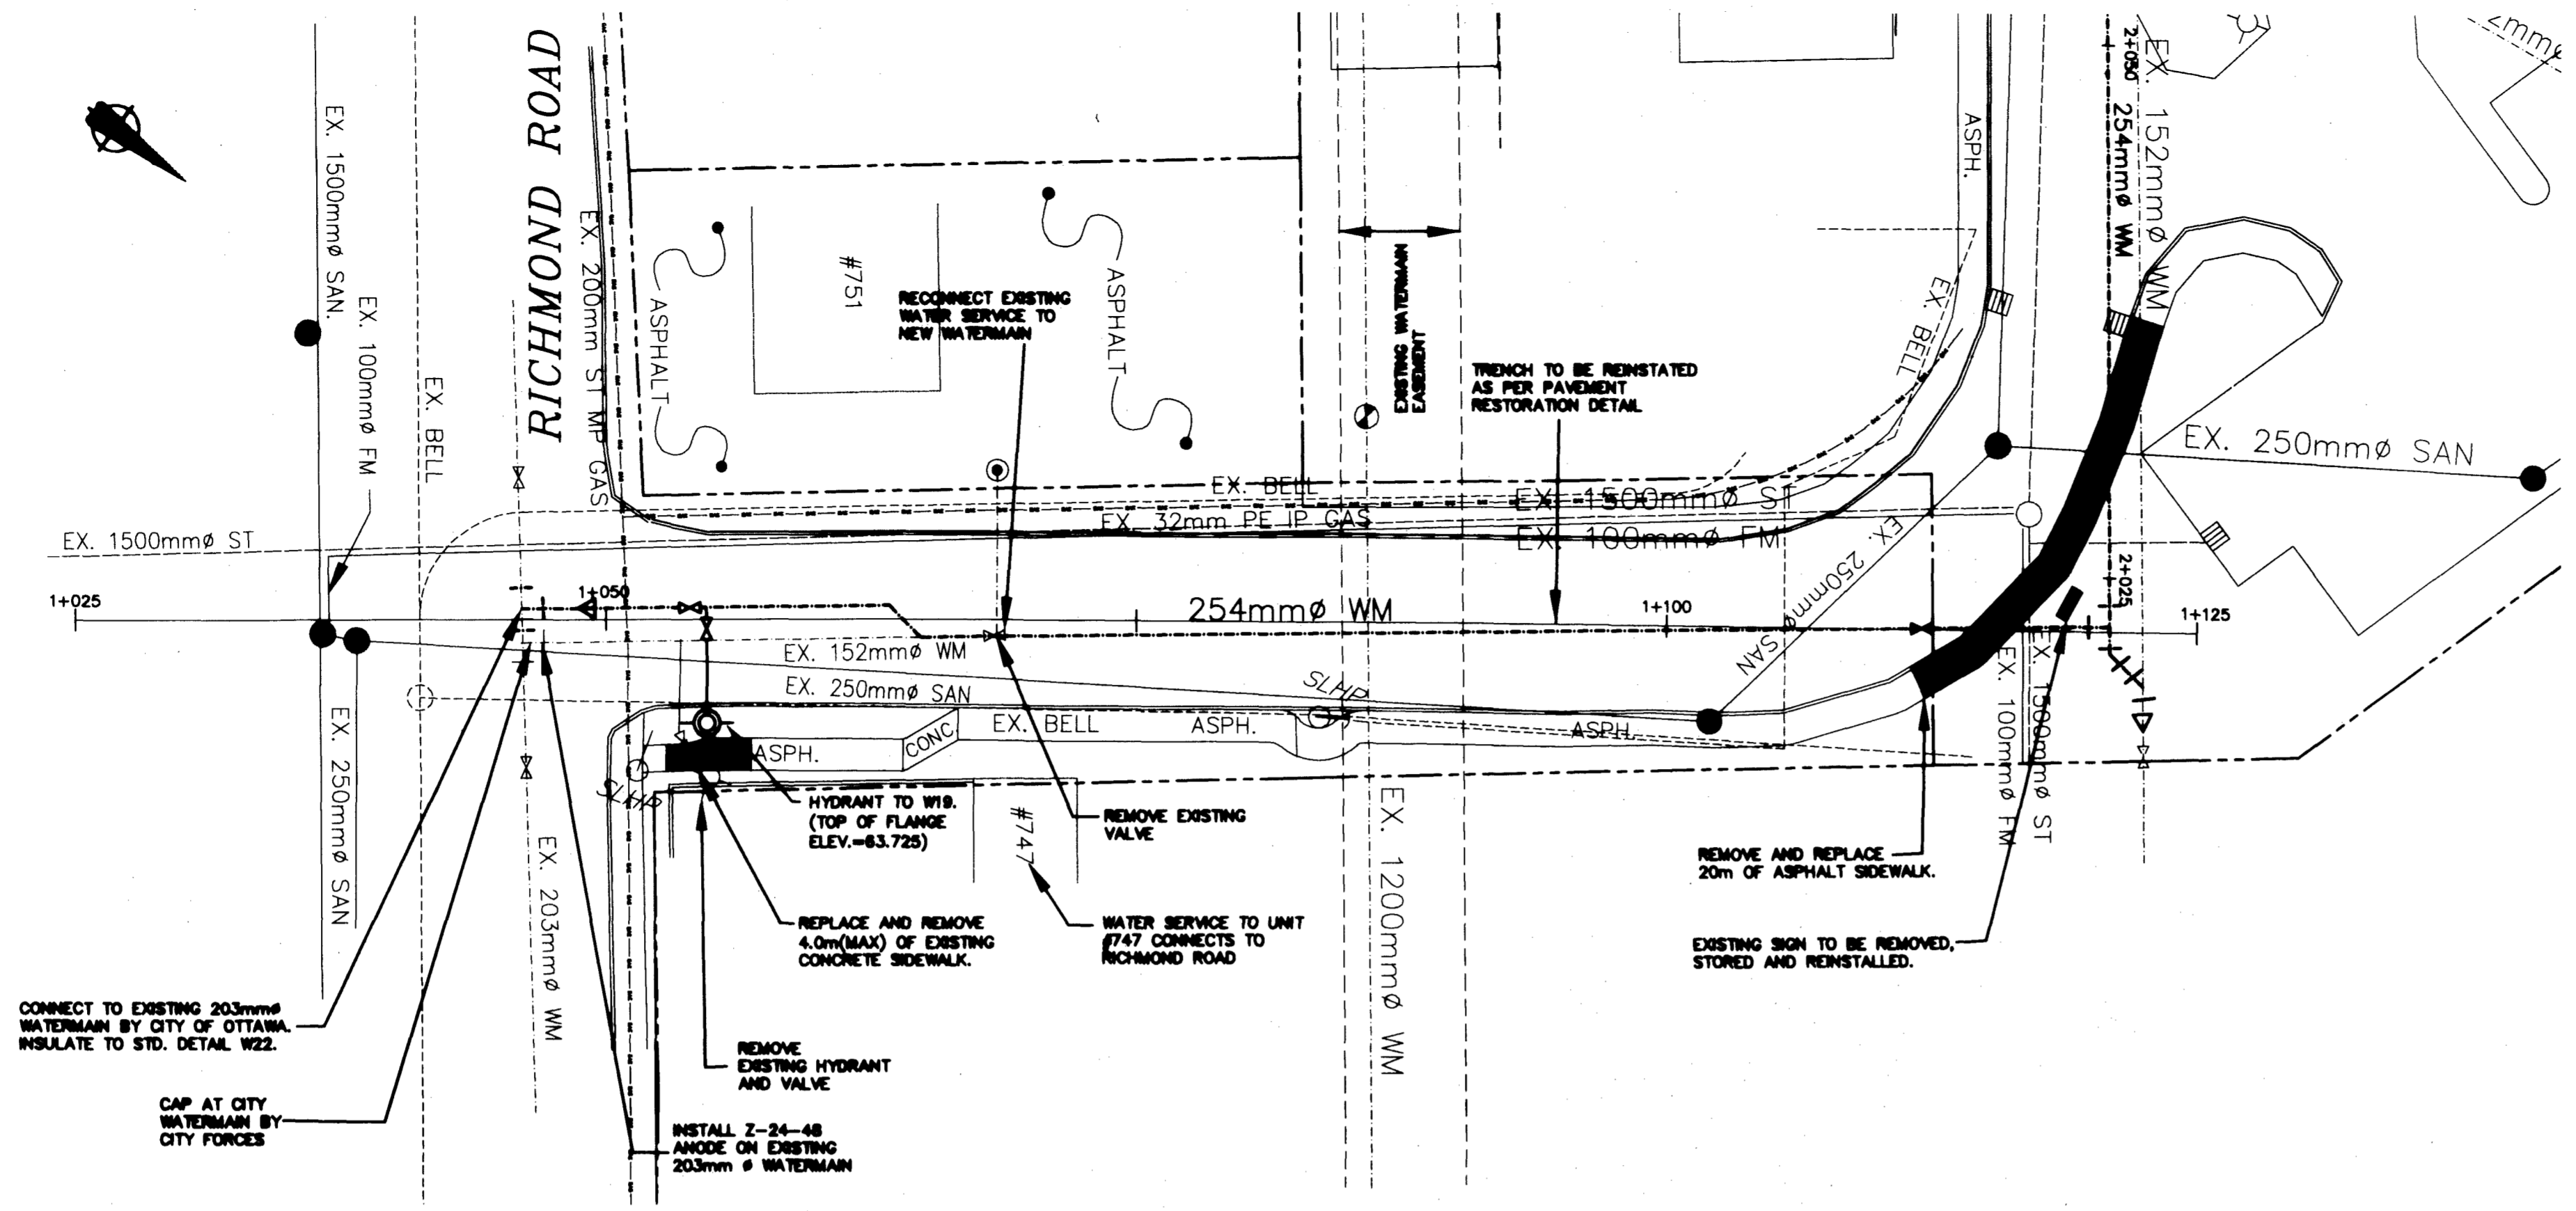 RICHMOND ROAD
EX. 1500mmø SAN.
EX. 100mmø FM
EX. BELL
EX. 200mm ST MP GAS
ASPHALT
#751
ASPHALT
RECONNECT EXISTING
WATER SERVICE TO
NEW WATERMAIN
EXISTING WATERMAIN
EASEMENT
TRENCH TO BE REINSTATED
AS PER PAVEMENT
RESTORATION DETAIL
ASPH.
EX. BELL
2+050
254mmø WM
EX. 152mmø WM
2mmø
EX. 250mmø SAN
EX. BELL
EX. 1500mmø ST
EX. 32mm PE IP GAS
EX. 100mmø FM
EX. 250mmø SAN
EX. 1500mmø ST
1+025
1+050
254mmø WM
1+100
2+025
1+125
EX. 152mmø WM
EX. 250mmø SAN
SLHP
EX. BELL
ASPH.
ASPH.
CONC
ASPH.
SLHP
EX. 250mmø SAN
EX. 203mmø WM
HYDRANT TO W19.
(TOP OF FLANGE
ELEV.=63.725)
#747
REMOVE EXISTING
VALVE
EX. 1200mmø WM
EX. 100mmø FM
EX. 1500mmø ST
REMOVE AND REPLACE
20m OF ASPHALT SIDEWALK.
REPLACE AND REMOVE
4.0m(MAX) OF EXISTING
CONCRETE SIDEWALK.
WATER SERVICE TO UNIT
#747 CONNECTS TO
RICHMOND ROAD
EXISTING SIGN TO BE REMOVED,
STORED AND REINSTALLED.
CONNECT TO EXISTING 203mmø
WATERMAIN BY CITY OF OTTAWA.
INSULATE TO STD. DETAIL W22.
REMOVE
EXISTING HYDRANT
AND VALVE
CAP AT CITY
WATERMAIN BY
CITY FORCES
INSTALL Z-24-48
ANODE ON EXISTING
203mm ø WATERMAIN